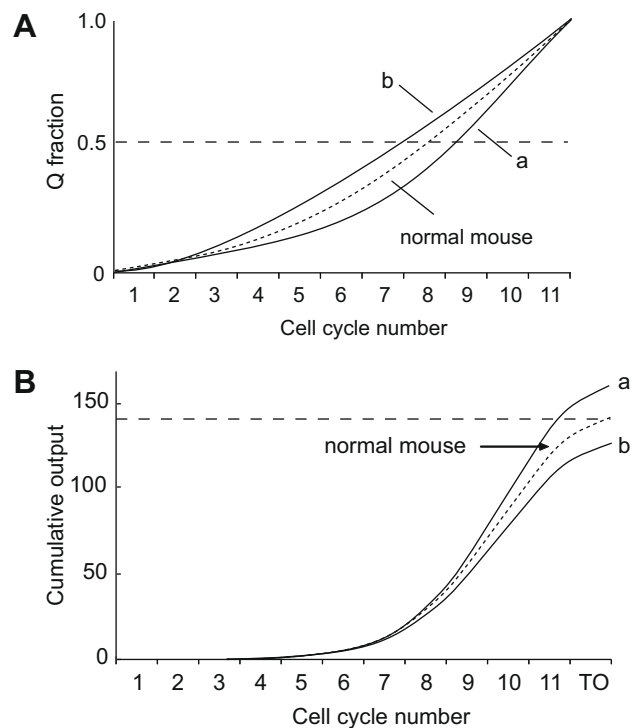 A
1.0
b
Q fraction
0.5
a
normal mouse
0
1 2 3 4 5 6 7 8 9 10 11
Cell cycle number
B
a
150
normal mouse
b
Cumulative output
100
50
0
1 2 3 4 5 6 7 8 9 10 11 TO
Cell cycle number